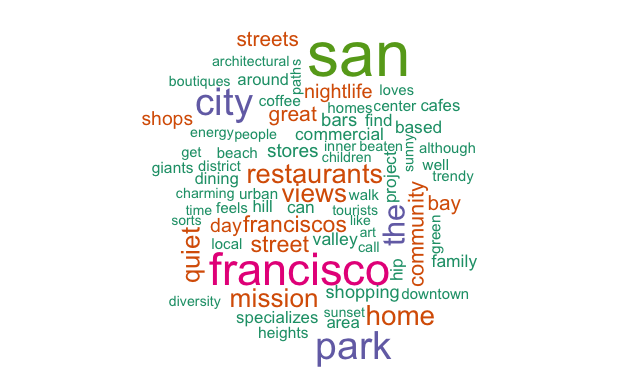 streets
san
architectural
paths
boutiques
around
nightlife
loves
city
coffee
homes
center
cafes
shops
great
bars
find
energy
people
commercial
based
get
beach
stores
inner
beaten
sunny
although
giants
district
children
project
well
dining
restaurants
trendy
charming
urban
views
walk
community
bay
time
feels
hill
can
tourists
the
sorts
day
franciscos
like
green
quiet
local
street
valley
art
call
francisco
hip
family
diversity
mission
shopping
downtown
specializes
sunset
area
home
heights
park